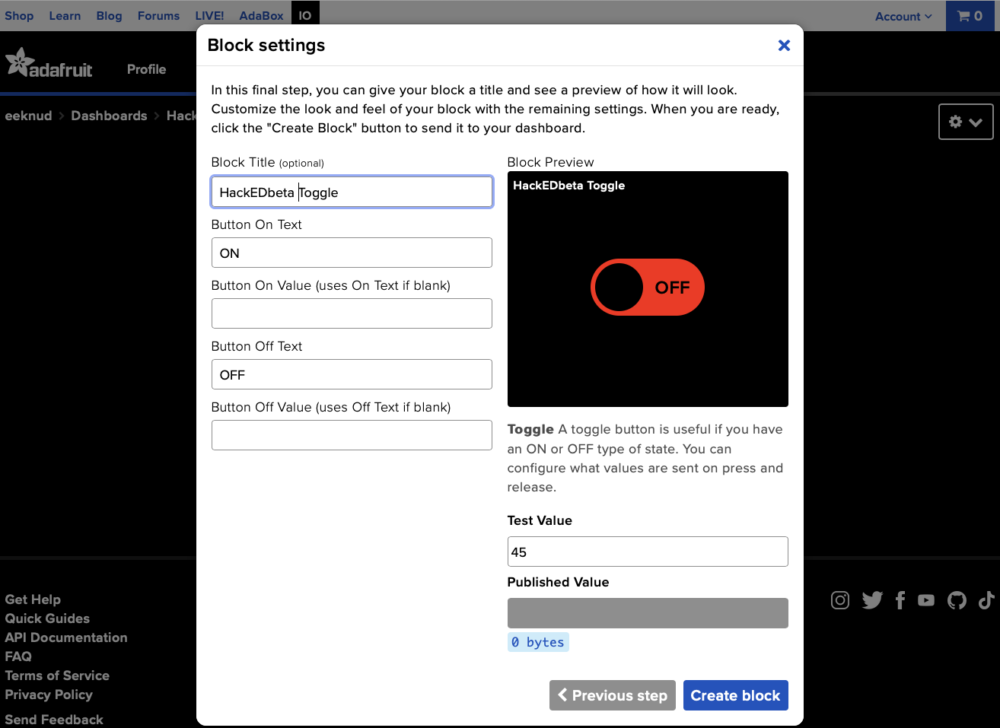 Shop Learn Blog Forums LIVE! AdaBox IO Account 0
Block settings
adafruit Profile
eeknud Dashboards Hack
In this final step, you can give your block a title and see a preview of how it will look.
Customize the look and feel of your block with the remaining settings. When you are ready,
click the "Create Block" button to send it to your dashboard.
Block Title (optional)
HackEDbeta Toggle
Button On Text
ON
Button On Value (uses On Text if blank)
Button Off Text
OFF
Button Off Value (uses Off Text if blank)
Block Preview
HackEDbeta Toggle
OFF
Toggle A toggle button is useful if you have
an ON or OFF type of state. You can
configure what values are sent on press and
release.
Test Value
45
Published Value
0 bytes
Previous step Create block
Get Help
Quick Guides
API Documentation
FAQ
Terms of Service
Privacy Policy
Send Feedback